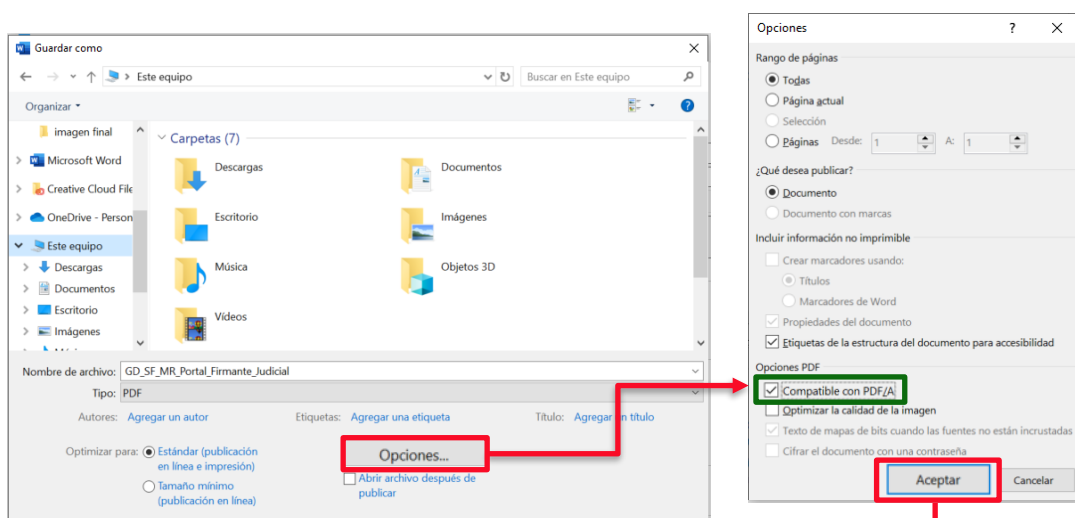 Guardar como
Este equipo
Buscar en Este equipo
Organizar
imagen final
Microsoft Word
Creative Cloud File
OneDrive - Person
Este equipo
Descargas
Documentos
Escritorio
Imágenes
Carpetas (7)
Descargas
Documentos
Escritorio
Imágenes
Música
Objetos 3D
Vídeos
Nombre de archivo: GD_SF_MR_Portal_Firmante_Judicial
Tipo: PDF
Autores: Agregar un autor
Etiquetas: Agregar una etiqueta
Título: Agregar un título
Optimizar para: Estándar (publicación
en línea e impresión)
Tamaño mínimo
(publicación en línea)
Opciones...
Abrir archivo después de
publicar
Opciones ?
Rango de páginas
Todas
Página actual
Selección
Páginas Desde: 1 A: 1
¿Qué desea publicar?
Documento
Documento con marcas
Incluir información no imprimible
Crear marcadores usando:
Títulos
Marcadores de Word
Propiedades del documento
Etiquetas de la estructura del documento para accesibilidad
Opciones PDF
Compatible con PDF/A
Optimizar la calidad de la imagen
Texto de mapas de bits cuando las fuentes no están incrustadas
Cifrar el documento con una contraseña
Aceptar
Cancelar